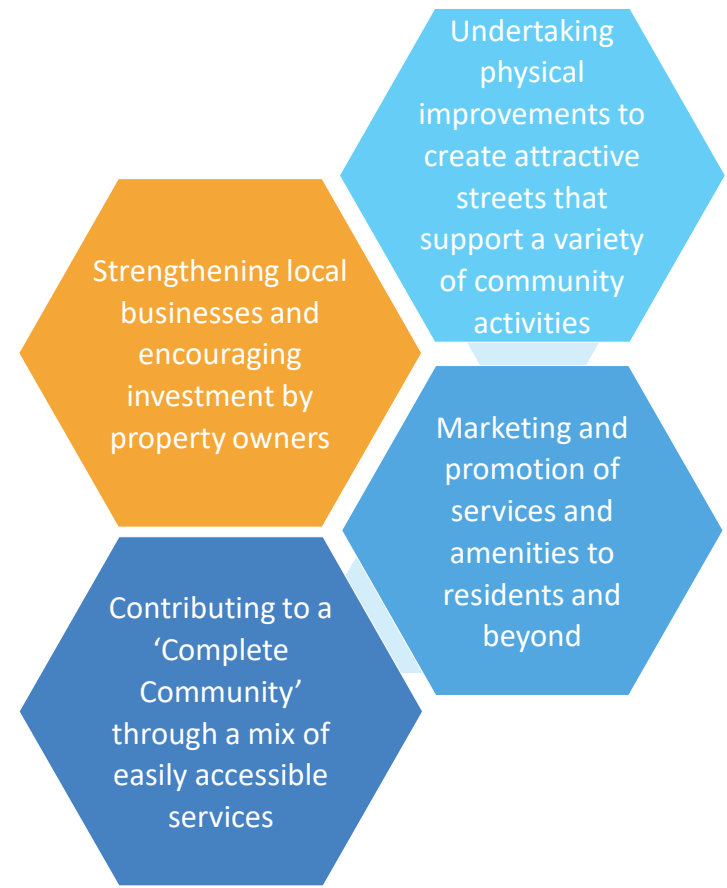 Undertaking
physical
improvements to
create attractive
streets that
support a variety
of community
activities
Strengthening local
businesses and
encouraging
investment by
property owners
Marketing and
promotion of
services and
amenities to
residents and
beyond
Contributing to a
‘Complete
Community’
through a mix of
easily accessible
services